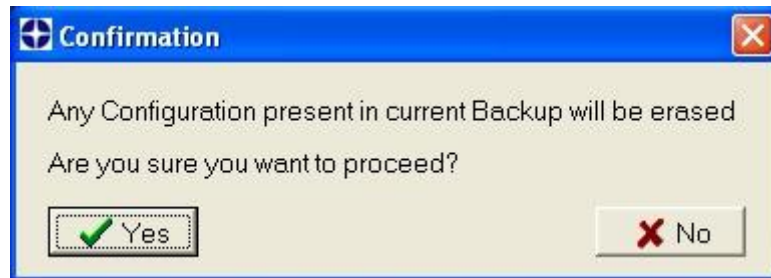 Confirmation
Any Configuration present in current Backup will be erased
Are you sure you want to proceed?
Yes
No